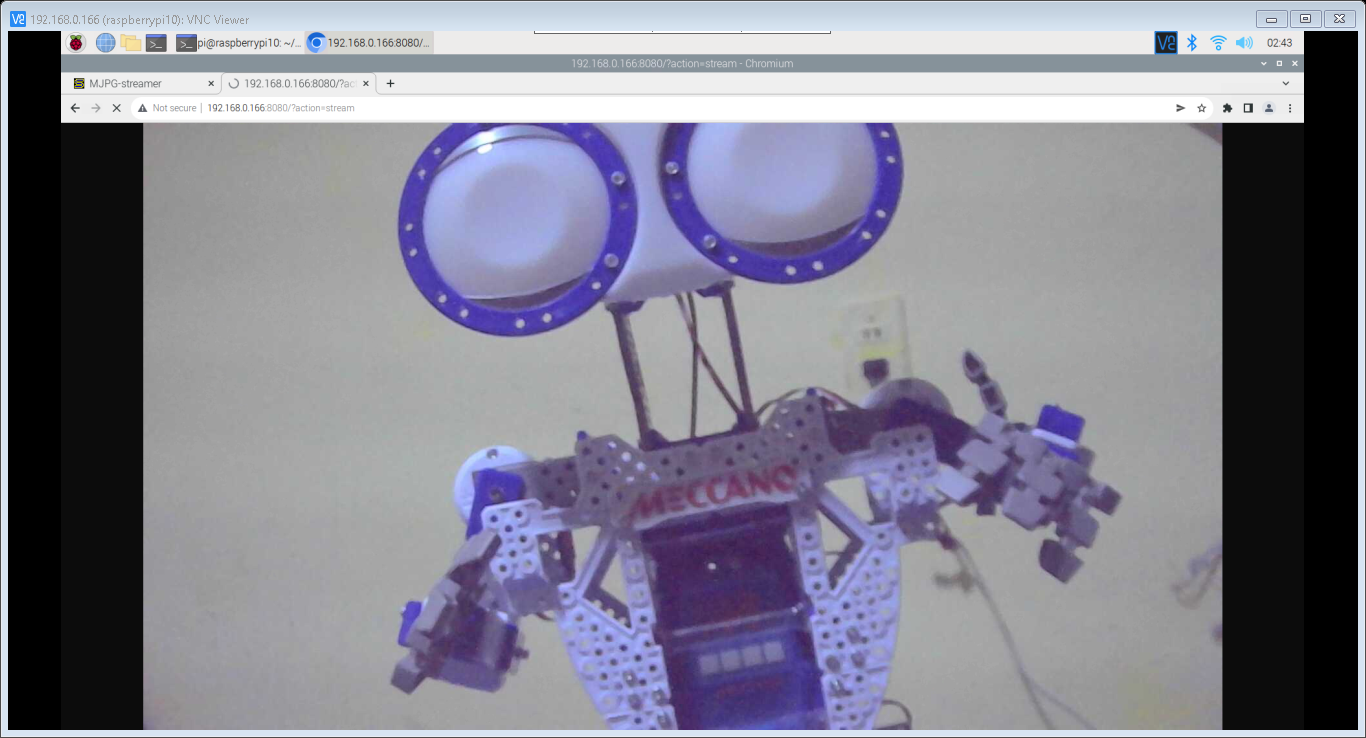 192.168.0.166 (raspberrypi10): VNC Viewer
pi@raspberrypi10: ~/...
192.168.0.166:8080/?...
02:43
192.168.0.166:8080/?action=stream - Chromium
MJPG-streamer
192.168.0.166:8080/?ac
Not secure
192.168.0.166:8080/?action=stream
MECCANO